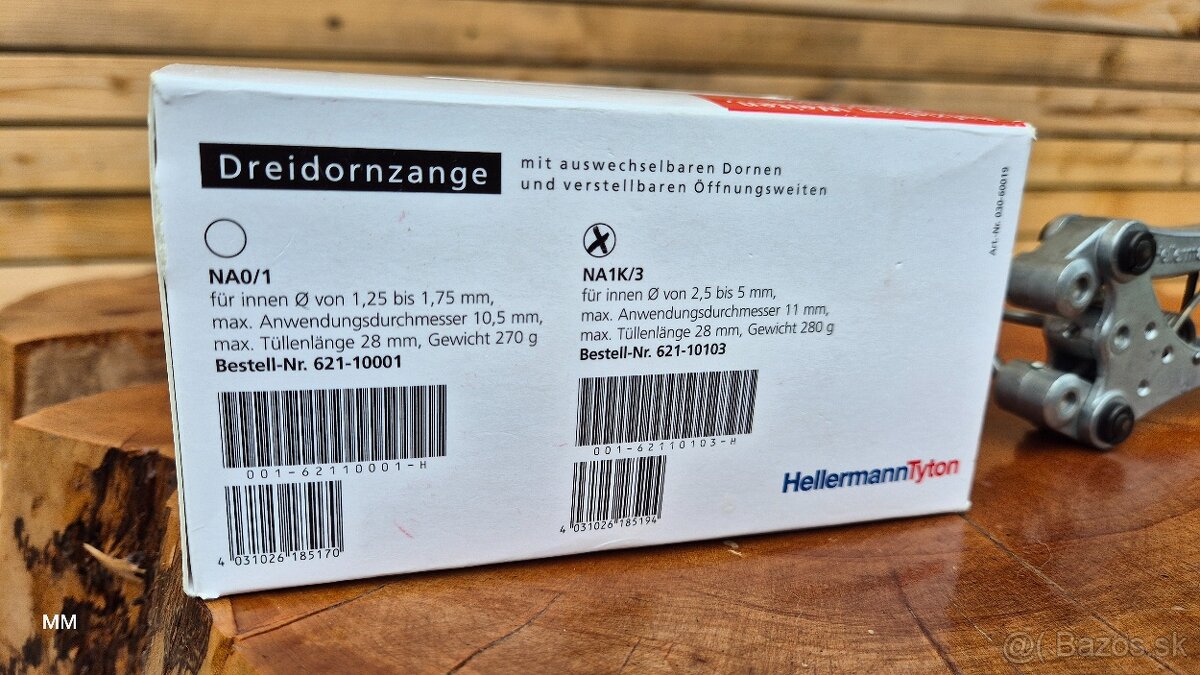 Dreidornzange
mit auswechselbaren Dornen
und verstellbaren Öffnungsweiten
NA0/1
für innen Ø von 1,25 bis 1,75 mm,
max. Anwendungsdurchmesser 10,5 mm,
max. Tüllenlänge 28 mm, Gewicht 270 g
Bestell-Nr. 621-10001
001-62110001-H
4 031026 185170
NA1K/3
für innen Ø von 2,5 bis 5 mm,
max. Anwendungsdurchmesser 11 mm,
max. Tüllenlänge 28 mm, Gewicht 280 g
Bestell-Nr. 621-10103
001-62110103-H
4 031026 185194
HellermannTyton
Art.-Nr. 030-60019
MM
@( Bazos.sk